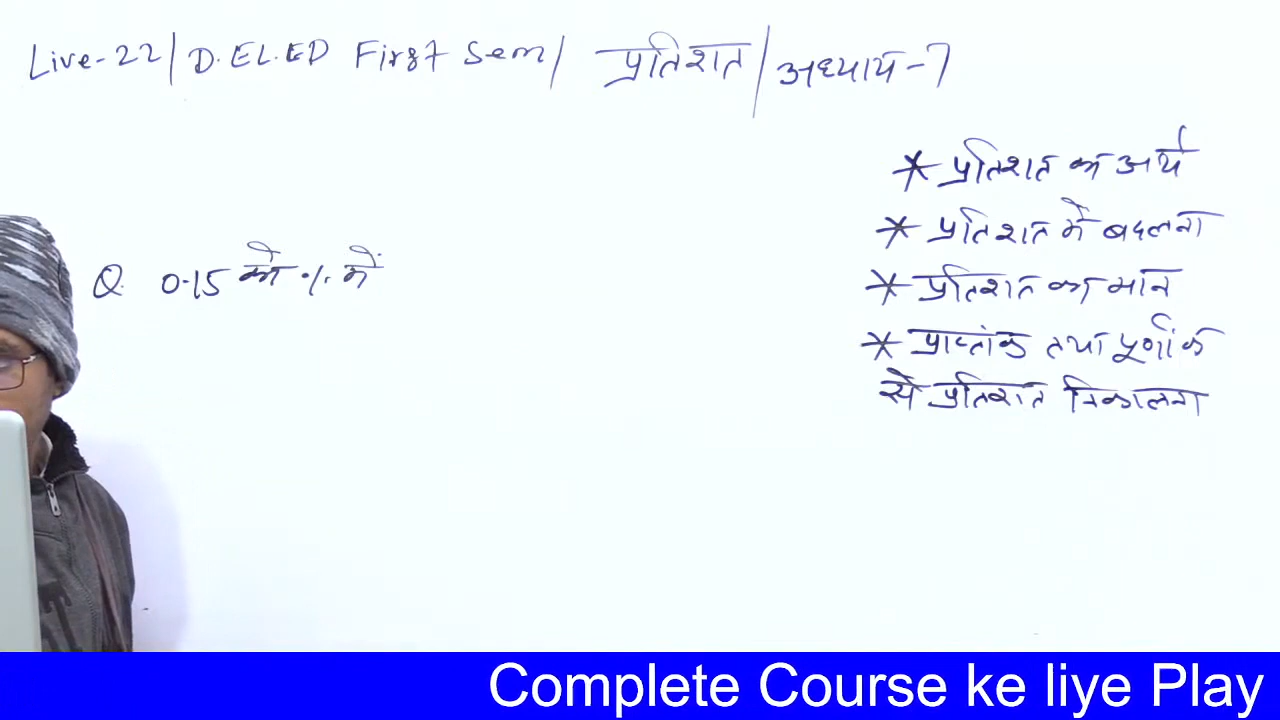 Live-22/ D.EL.ED First Sem/ प्रतिशत/ अध्याय-7
* प्रतिशत का अर्थ
* प्रतिशत में बदलना
Q. 0.15 को % में
* प्रतिशत का मान
* प्राप्तांक तथा पूर्णांक
से प्रतिशत निकालना
Complete Course ke liye Play